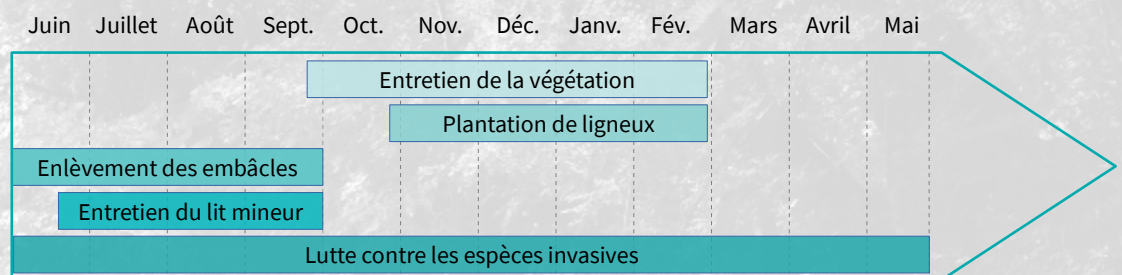 Juin Juillet Août Sept. Oct. Nov. Déc. Janv. Fév. Mars Avril Mai
Entretien de la végétation
Plantation de ligneux
Enlèvement des embâcles
Entretien du lit mineur
Lutte contre les espèces invasives